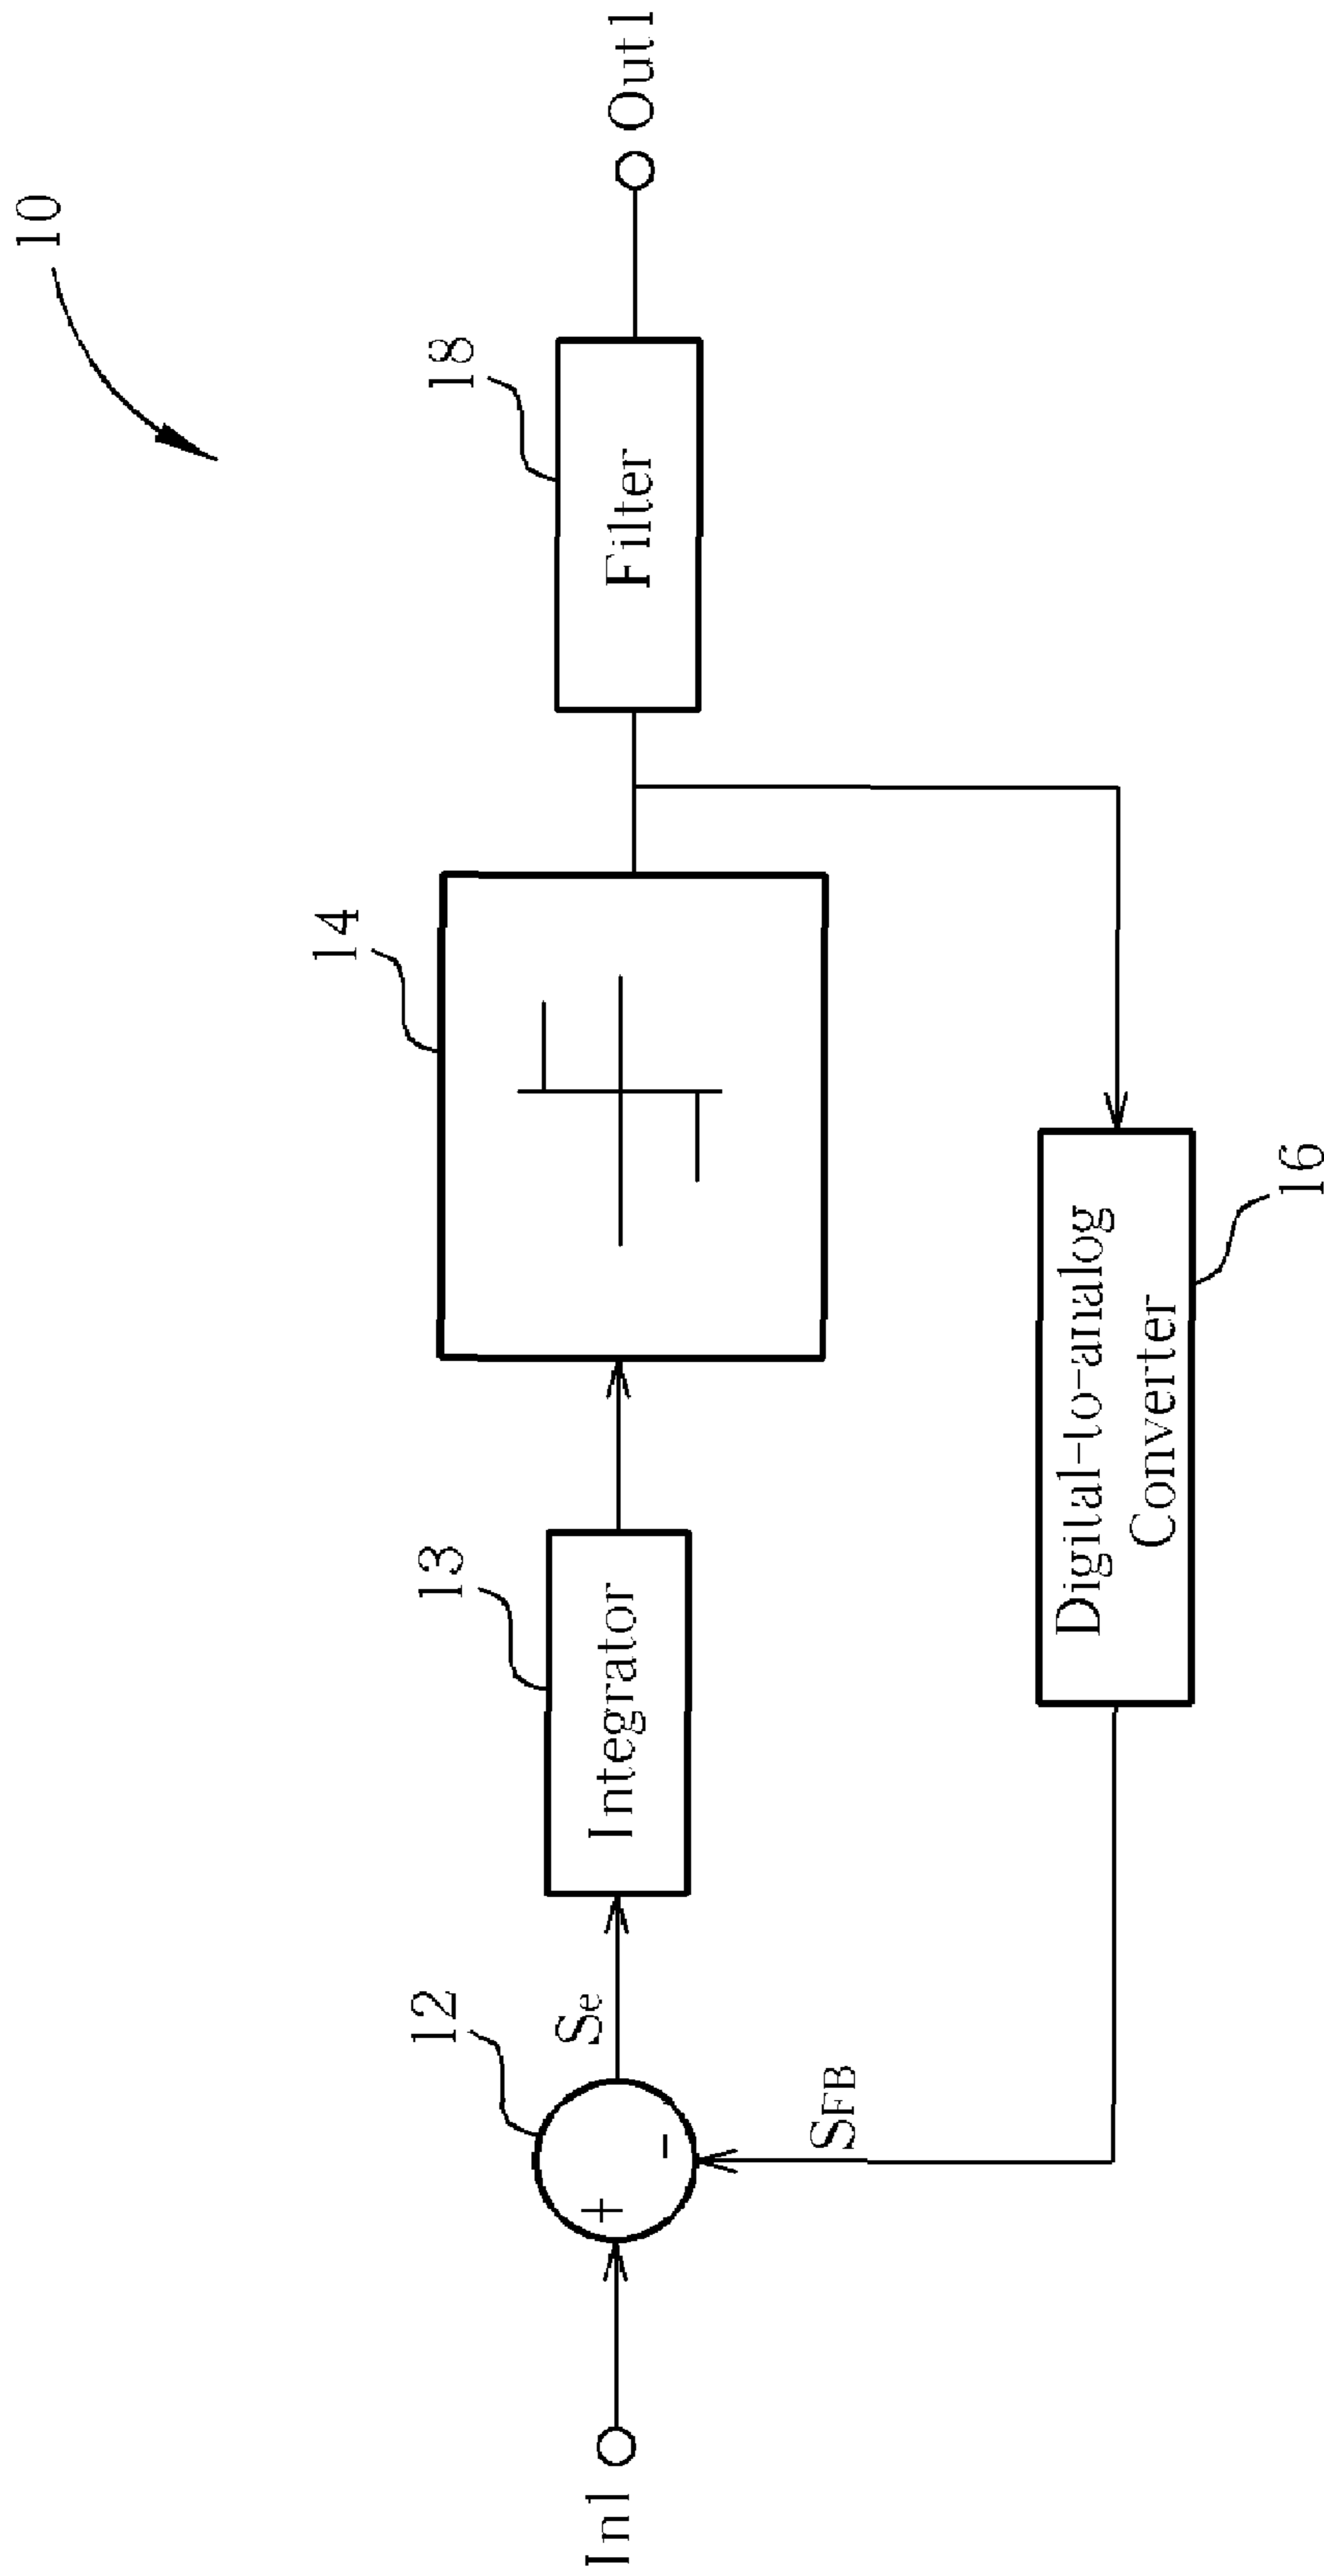 10
14
18
13
12
Se
Integrator
Filter
In1
+
-
Out1
SFB
Digital-to-analog
Converter
16